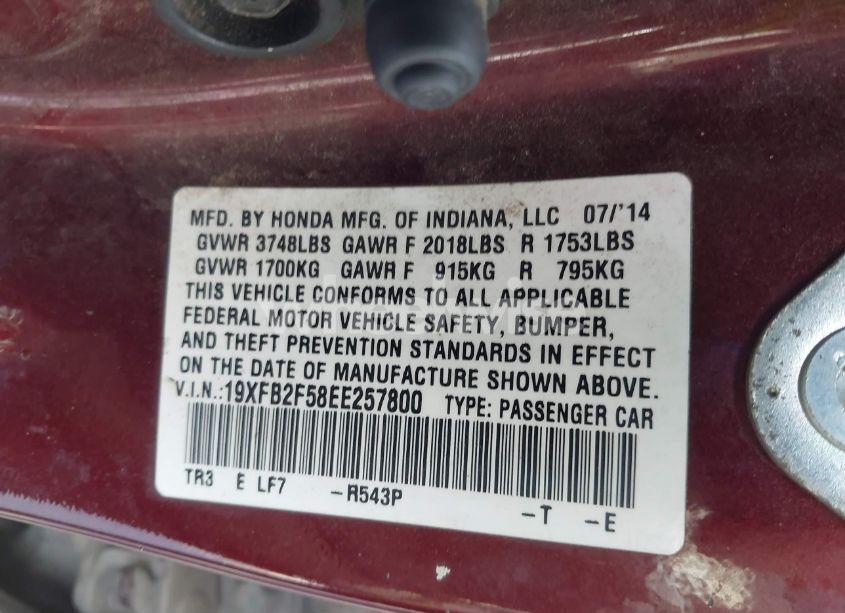 MFD. BY HONDA MFG. OF INDIANA, LLC 07/'14
GVWR 3748LBS GAWR F 2018LBS R 1753LBS
GVWR 1700KG GAWR F 915KG R 795KG
THIS VEHICLE CONFORMS TO ALL APPLICABLE
FEDERAL MOTOR VEHICLE SAFETY, BUMPER,
AND THEFT PREVENTION STANDARDS IN EFFECT
ON THE DATE OF MANUFACTURE SHOWN ABOVE.
V.I.N.:19XFB2F58EE257800 TYPE: PASSENGER CAR
TR3 E LF7 -R543P
-T -E